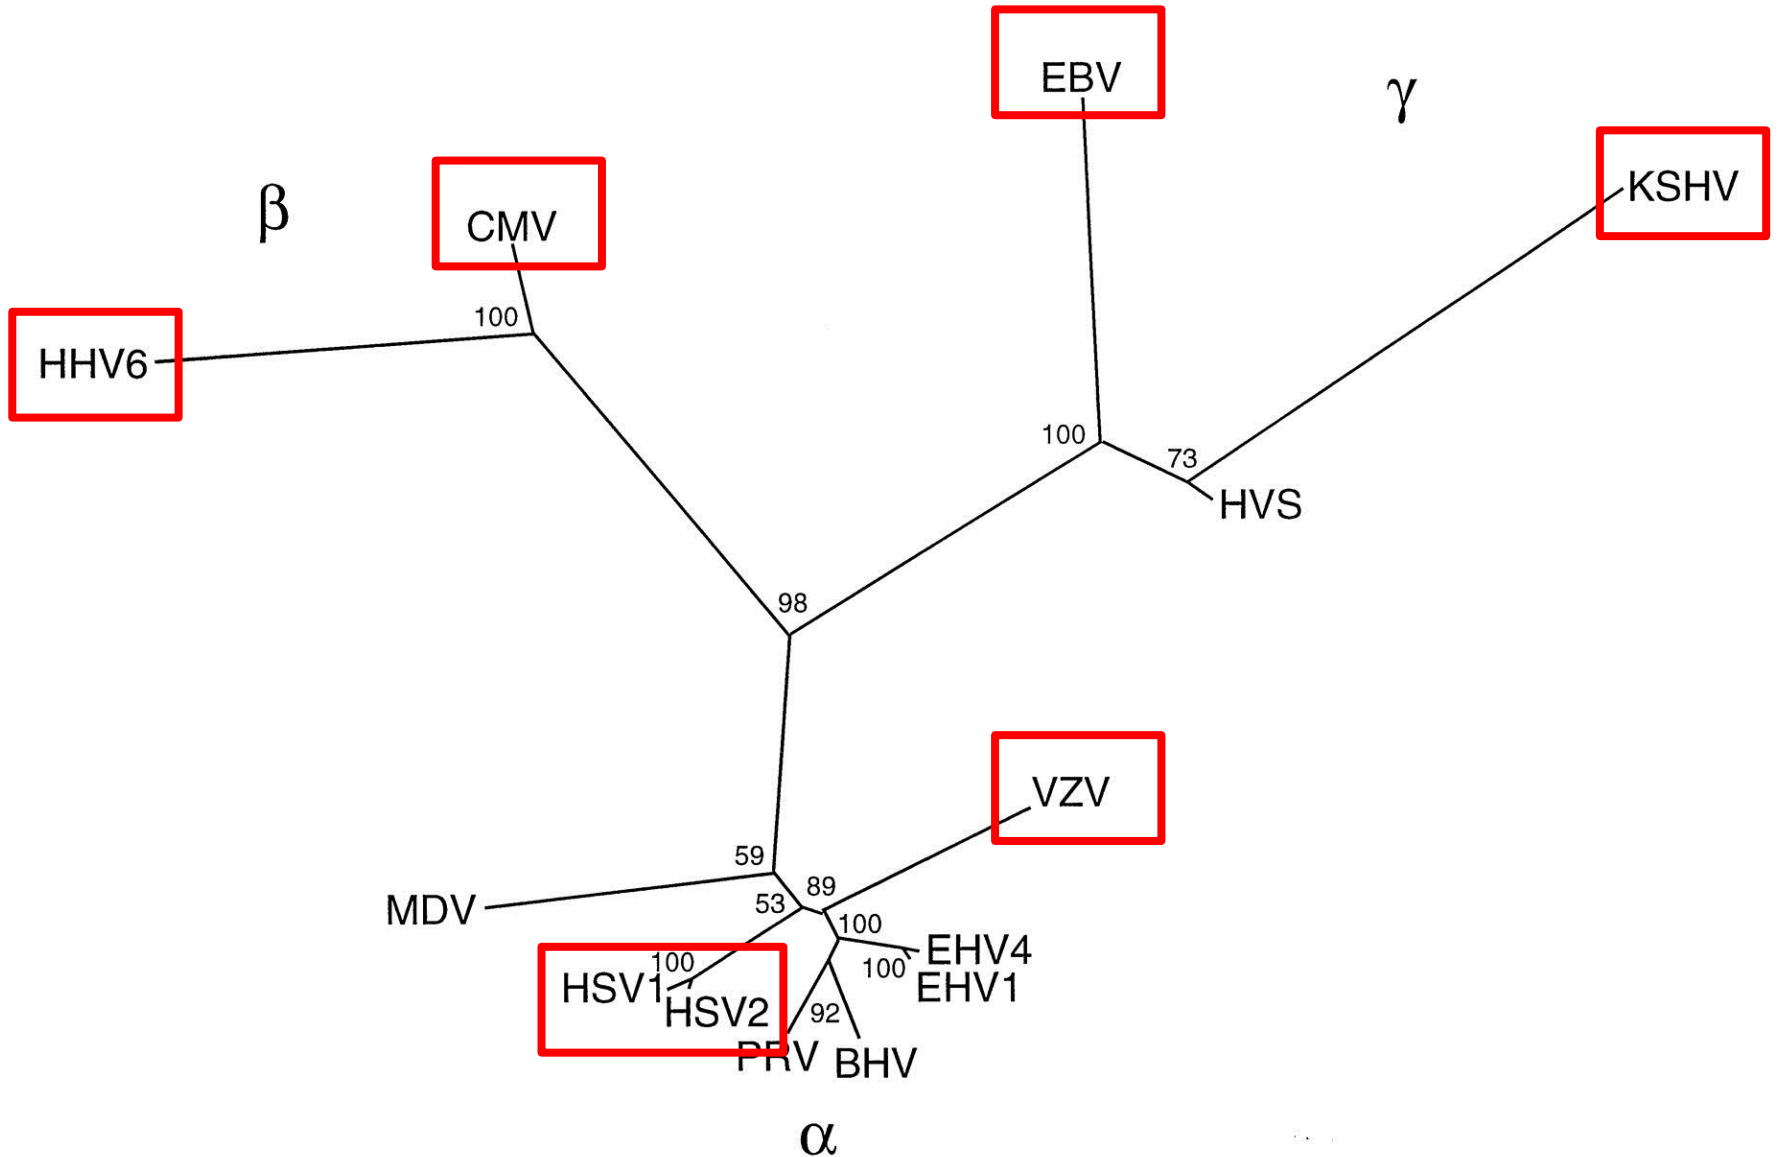 EBV
γ
KSHV
β
CMV
100
HHV6
100
73
HVS
98
VZV
59
89
MDV
53
100
EHV4
100
HSV1
100
EHV1
HSV2
92
PRV
BHV
α